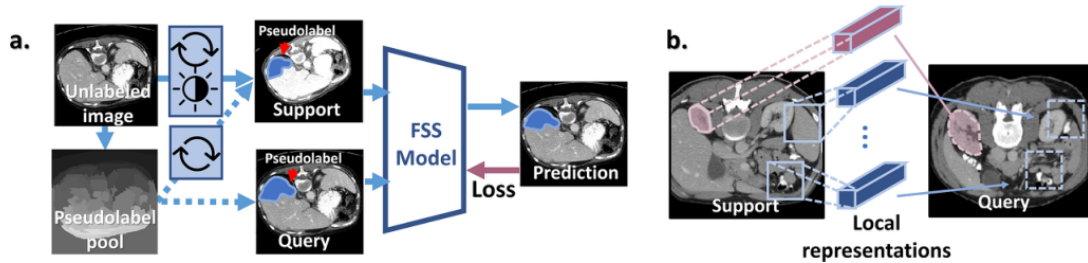 a.
Unlabeled
image
Pseudolabel
pool
Pseudolabel
Support
Pseudolabel
Query
FSS
Model
Loss
Prediction
b.
Support
Query
Local
representations